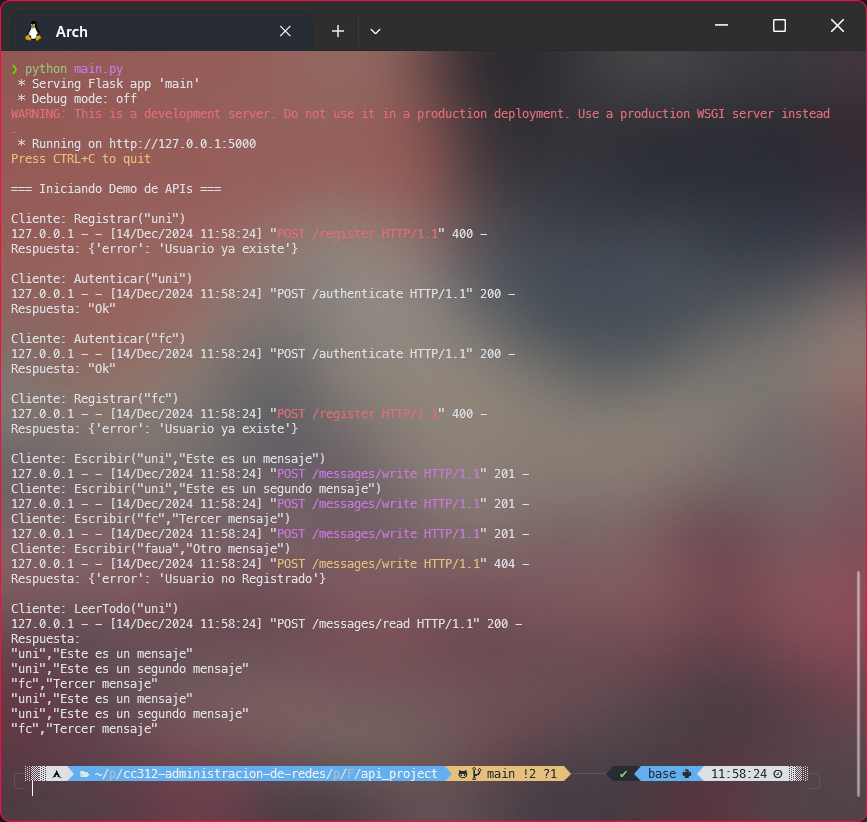 Arch
❯ python main.py
 * Serving Flask app 'main'
 * Debug mode: off
WARNING: This is a development server. Do not use it in a production deployment. Use a production WSGI server instead
.
 * Running on http://127.0.0.1:5000
Press CTRL+C to quit
=== Iniciando Demo de APIs ===
Cliente: Registrar("uni")
127.0.0.1 - - [14/Dec/2024 11:58:24] "POST /register HTTP/1.1" 400 -
Respuesta: {'error': 'Usuario ya existe'}
Cliente: Autenticar("uni")
127.0.0.1 - - [14/Dec/2024 11:58:24] "POST /authenticate HTTP/1.1" 200 -
Respuesta: "Ok"
Cliente: Autenticar("fc")
127.0.0.1 - - [14/Dec/2024 11:58:24] "POST /authenticate HTTP/1.1" 200 -
Respuesta: "Ok"
Cliente: Registrar("fc")
127.0.0.1 - - [14/Dec/2024 11:58:24] "POST /register HTTP/1.1" 400 -
Respuesta: {'error': 'Usuario ya existe'}
Cliente: Escribir("uni","Este es un mensaje")
127.0.0.1 - - [14/Dec/2024 11:58:24] "POST /messages/write HTTP/1.1" 201 -
Cliente: Escribir("uni","Este es un segundo mensaje")
127.0.0.1 - - [14/Dec/2024 11:58:24] "POST /messages/write HTTP/1.1" 201 -
Cliente: Escribir("fc","Tercer mensaje")
127.0.0.1 - - [14/Dec/2024 11:58:24] "POST /messages/write HTTP/1.1" 201 -
Cliente: Escribir("faua","Otro mensaje")
127.0.0.1 - - [14/Dec/2024 11:58:24] "POST /messages/write HTTP/1.1" 404 -
Respuesta: {'error': 'Usuario no Registrado'}
Cliente: LeerTodo("uni")
127.0.0.1 - - [14/Dec/2024 11:58:24] "POST /messages/read HTTP/1.1" 200 -
Respuesta:
"uni","Este es un mensaje"
"uni","Este es un segundo mensaje"
"fc","Tercer mensaje"
"uni","Este es un mensaje"
"uni","Este es un segundo mensaje"
"fc","Tercer mensaje"
~/p/cc312-administracion-de-redes/p/F/api_project main !2 ?1 ✔ base 11:58:24